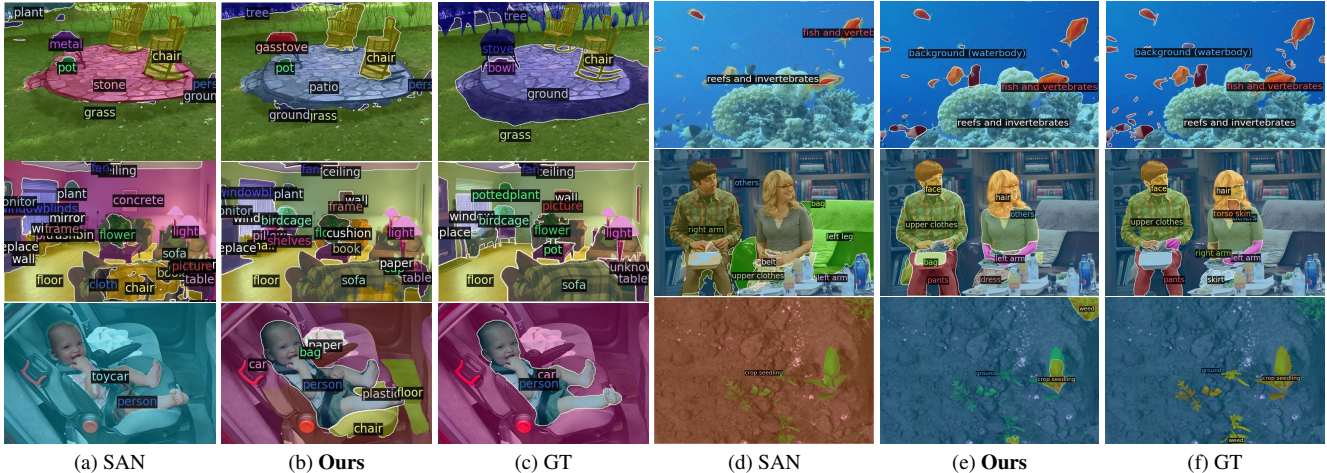 plant
metal
pot
chair
stone
grass
tree
gasstove
pot
chair
patio
grass
ground
tree
stove
bowl
chair
ground
grass
fish and verteb
reefs and invertebrates
background (waterbody)
fish and vertebrates
reefs and invertebrates
background (waterbody)
fish and vertebrates
reefs and invertebrates
fan
plant
concrete
windowblinds
mirror
flower
light
wall
sofa
floor
picture
cloth
chair
table
ceiling
plant
wall
frame
birdcage
cushion
light
shelves
book
paper
floor
sofa
table
ceiling
pottedplant
wall
picture
birdcage
flower
light
pot
floor
sofa
table
others
bag
right arm
left leg
belt
upper clothes
left arm
face
hair
others
upper clothes
bag
left arm
pants
dress
face
hair
torso skin
upper clothes
right arm
left arm
pants
skirt
toycar
person
paper
bag
car
person
floor
chair
car
person
crop seedling
weed
ground
crop seedling
ground
crop seedling
weed
(a) SAN
(b) Ours
(c) GT
(d) SAN
(e) Ours
(f) GT